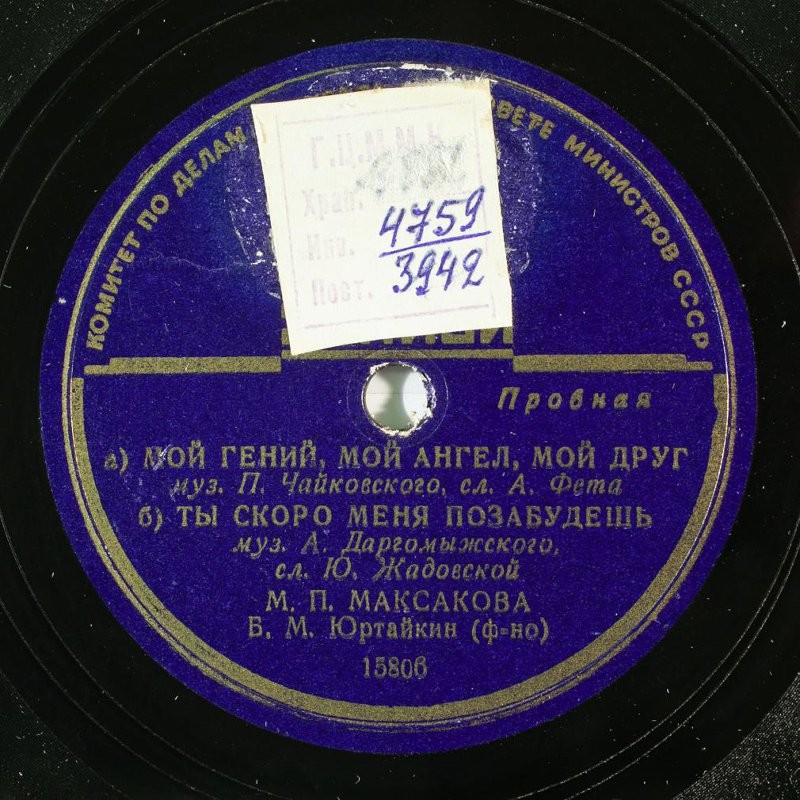 КОМИТЕТ ПО ДЕЛАМ
ОВЕТЕ МИНИСТРОВ СССР
Г.Ц.М.М.К.
Хран.
Инв. 4759
Пост. 3942
Пробная
а) МОЙ ГЕНИЙ, МОЙ АНГЕЛ, МОЙ ДРУГ
муз. П. Чайковского, сл. А. Фета
б) ТЫ СКОРО МЕНЯ ПОЗАБУДЕШЬ
муз. А. Даргомыжского,
сл. Ю. Жадовской
М. П. МАКСАКОВА
Б. М. Юртайкин (ф=но)
15806